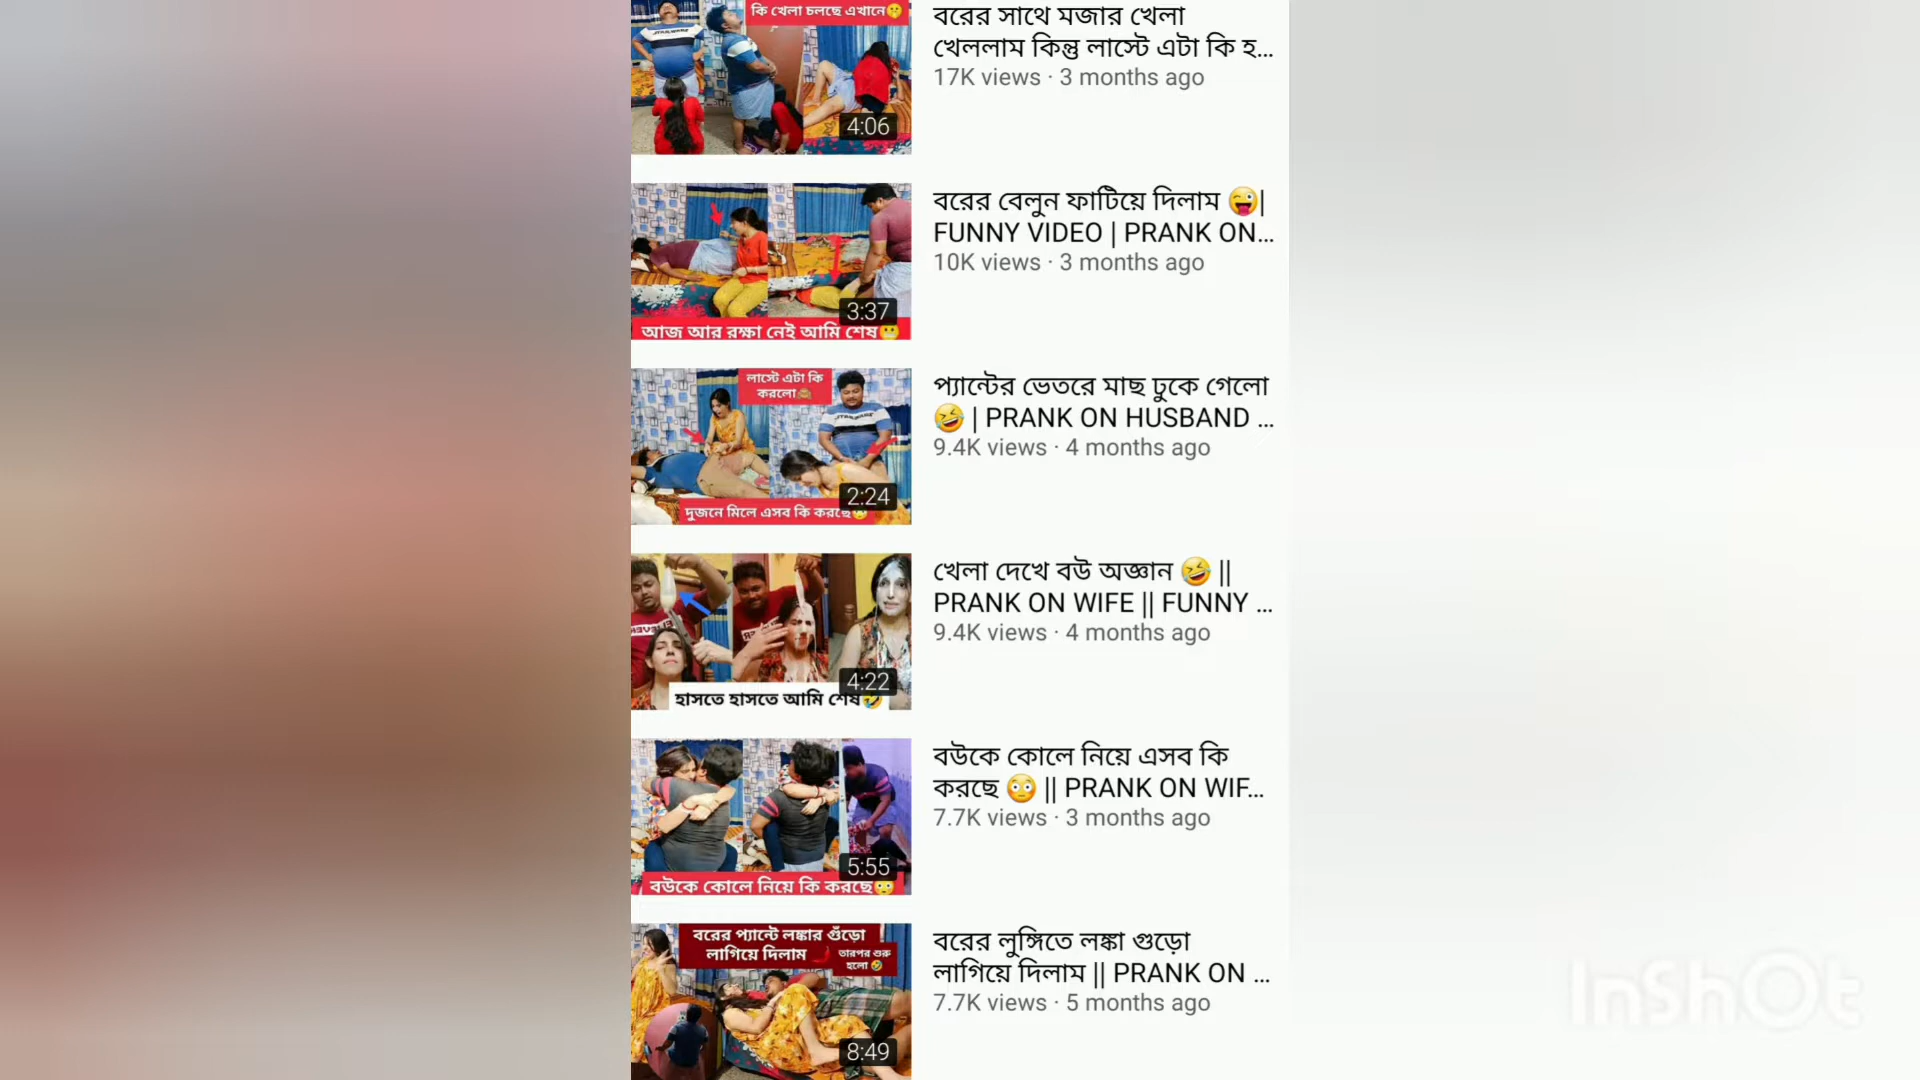 কি খেলা চলছে এখানে🤫
4:06
বরের সাথে মজার খেলা
খেললাম কিন্তু লাস্টে এটা কি হ...
17K views · 3 months ago
3:37
আজ আর রক্ষা নেই আমি শেষ😬
বরের বেলুন ফাটিয়ে দিলাম 😜|
FUNNY VIDEO | PRANK ON...
10K views · 3 months ago
লাস্টে এটা কি
করলো🙈
2:24
দুজনে মিলে এসব কি করছে
প্যান্টের ভেতরে মাছ ঢুকে গেলো
🤣 | PRANK ON HUSBAND ...
9.4K views · 4 months ago
4:22
হাসতে হাসতে আমি শেষ🤣
খেলা দেখে বউ অজ্ঞান 🤣 ||
PRANK ON WIFE || FUNNY ...
9.4K views · 4 months ago
5:55
বউকে কোলে নিয়ে কি করছে😳
বউকে কোলে নিয়ে এসব কি
করছে 😳 || PRANK ON WIF...
7.7K views · 3 months ago
বরের প্যান্টে লঙ্কার গুঁড়ো
লাগিয়ে দিলাম 🌶️ তারপর শুরু
হলো 🤣
8:49
বরের লুঙ্গিতে লঙ্কা গুড়ো
লাগিয়ে দিলাম || PRANK ON ...
7.7K views · 5 months ago
InShOt